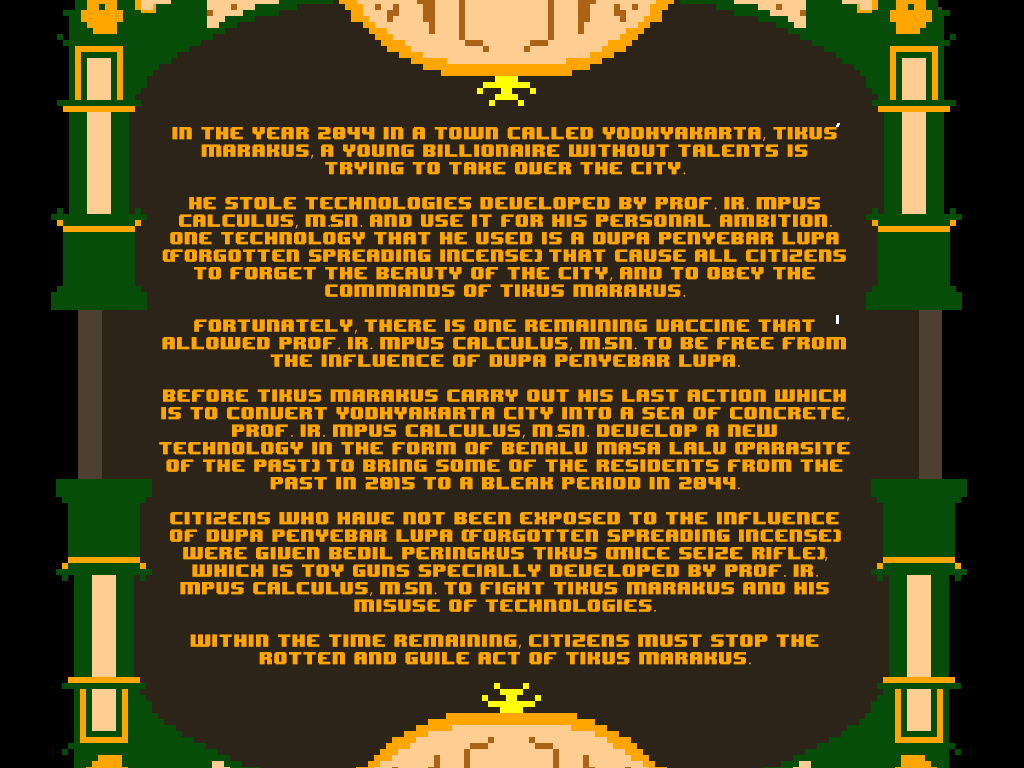 IN THE YEAR 2044 IN A TOWN CALLED YODHYAKARTA, TIKUS
MARAKUS, A YOUNG BILLIONAIRE WITHOUT TALENTS IS
TRYING TO TAKE OVER THE CITY.
HE STOLE TECHNOLOGIES DEVELOPED BY PROF. IR. MPUS
CALCULUS, M.SN. AND USE IT FOR HIS PERSONAL AMBITION.
ONE TECHNOLOGY THAT HE USED IS A DUPA PENYEBAR LUPA
(FORGOTTEN SPREADING INCENSE) THAT CAUSE ALL CITIZENS
TO FORGET THE BEAUTY OF THE CITY, AND TO OBEY THE
COMMANDS OF TIKUS MARAKUS.
FORTUNATELY, THERE IS ONE REMAINING VACCINE THAT
ALLOWED PROF. IR. MPUS CALCULUS, M.SN. TO BE FREE FROM
THE INFLUENCE OF DUPA PENYEBAR LUPA.
BEFORE TIKUS MARAKUS CARRY OUT HIS LAST ACTION WHICH
IS TO CONVERT YODHYAKARTA CITY INTO A SEA OF CONCRETE,
PROF. IR. MPUS CALCULUS, M.SN. DEVELOP A NEW
TECHNOLOGY IN THE FORM OF BENALU MASA LALU (PARASITE
OF THE PAST) TO BRING SOME OF THE RESIDENTS FROM THE
PAST IN 2015 TO A BLEAK PERIOD IN 2044.
CITIZENS WHO HAVE NOT BEEN EXPOSED TO THE INFLUENCE
OF DUPA PENYEBAR LUPA (FORGOTTEN SPREADING INCENSE)
WERE GIVEN BEDIL PERINGKUS TIKUS (MICE SEIZE RIFLE),
WHICH IS TOY GUNS SPECIALLY DEVELOPED BY PROF. IR.
MPUS CALCULUS, M.SN. TO FIGHT TIKUS MARAKUS AND HIS
MISUSE OF TECHNOLOGIES.
WITHIN THE TIME REMAINING, CITIZENS MUST STOP THE
ROTTEN AND GUILE ACT OF TIKUS MARAKUS.